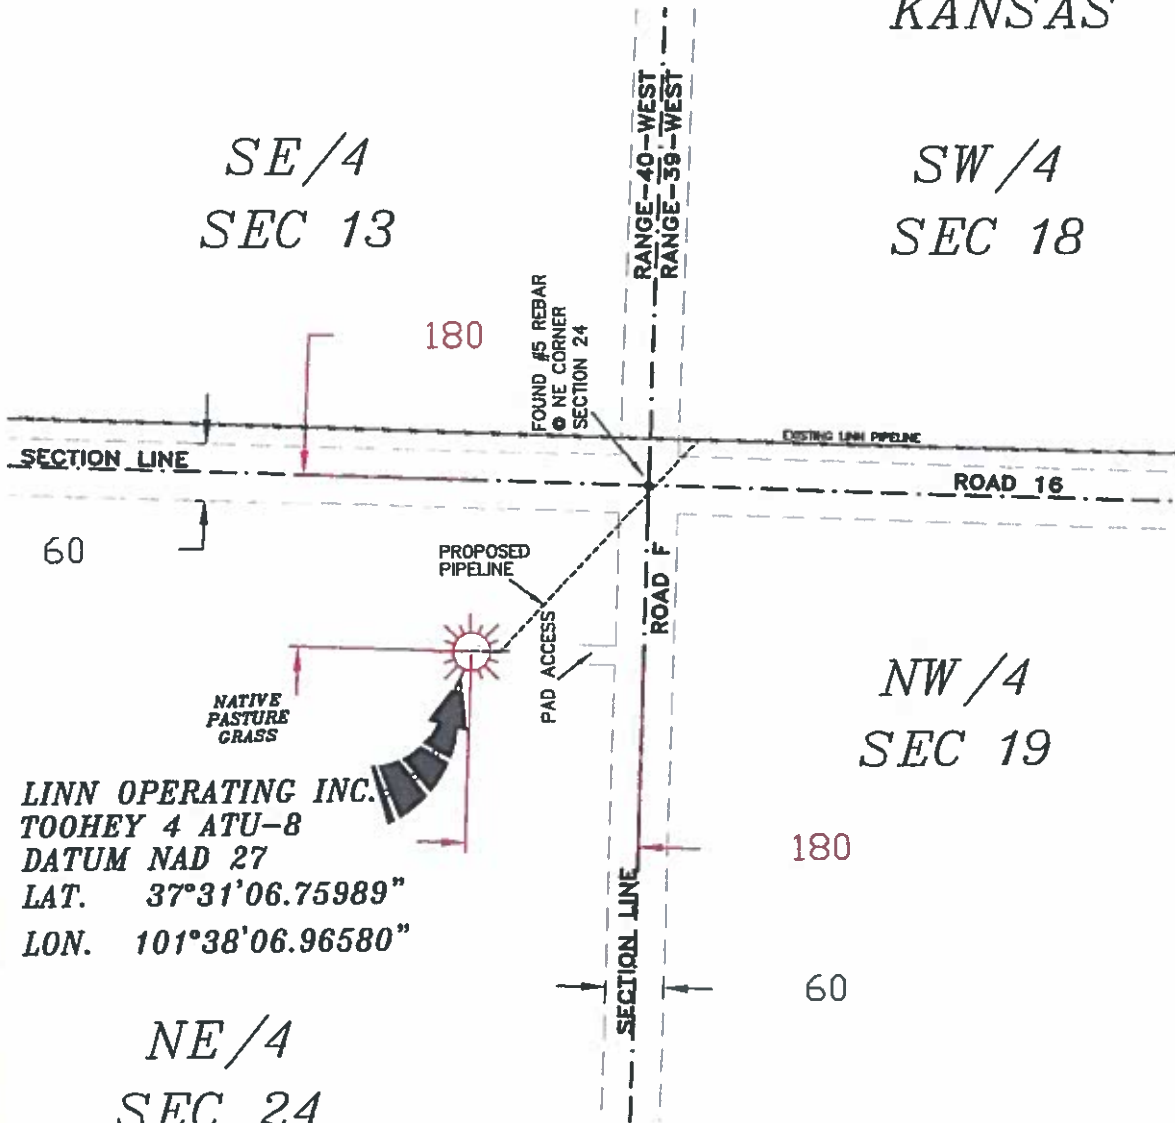 KANSAS
SE/4
SEC 13
SW/4
SEC 18
RANGE-40-WEST
RANGE-39-WEST
180
FOUND #5 REBAR
@ NE CORNER
SECTION 24
EXISTING LINN PIPELINE
SECTION LINE
ROAD 16
60
PROPOSED
PIPELINE
ROAD F
PAD ACCESS
NATIVE
PASTURE
GRASS
NW/4
SEC 19
LINN OPERATING INC.
TOOHEY 4 ATU-8
DATUM NAD 27
LAT. 37°31'06.75989"
LON. 101°38'06.96580"
180
SECTION LINE
60
NE/4
SEC 24